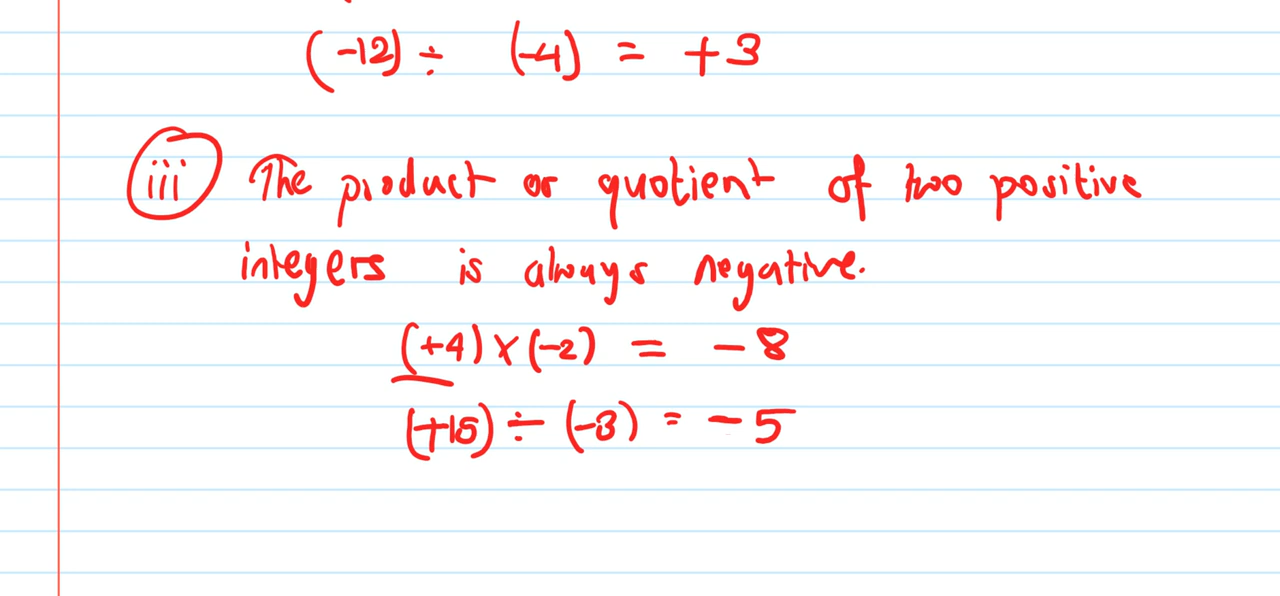 (-12) ÷ (-4) = +3
iii The product or quotient of two positive
integers is always negative.
(+4) × (-2) = -8
(+15) ÷ (-3) = -5